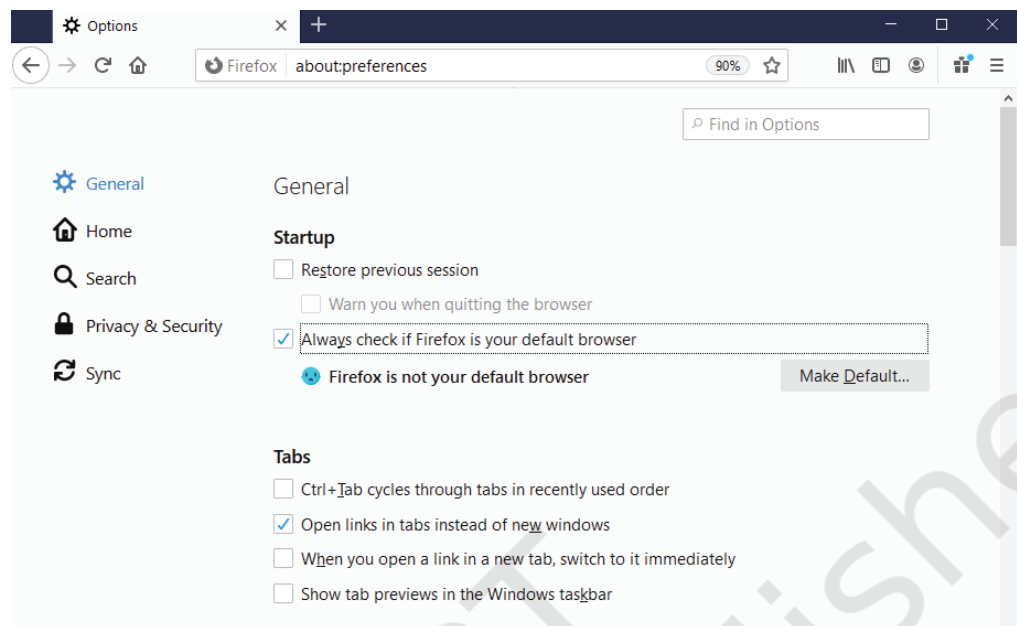 Options
Firefox about:preferences 90%
Find in Options
General
Home
Search
Privacy & Security
Sync
General
Startup
Restore previous session
Warn you when quitting the browser
Always check if Firefox is your default browser
Firefox is not your default browser
Make Default...
Tabs
Ctrl+Tab cycles through tabs in recently used order
Open links in tabs instead of new windows
When you open a link in a new tab, switch to it immediately
Show tab previews in the Windows taskbar